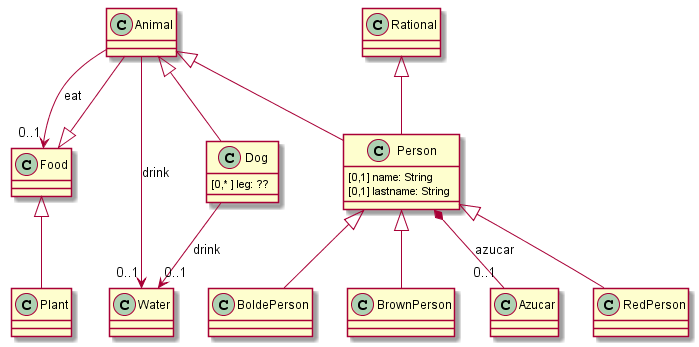 C Animal
C Rational
eat
0..1
drink
C Food
C Dog
[0,* ] leg: ??
C Person
[0,1] name: String
[0,1] lastname: String
drink
azucar
0..1
0..1
0..1
C Plant
C Water
C BoldePerson
C BrownPerson
C Azucar
C RedPerson